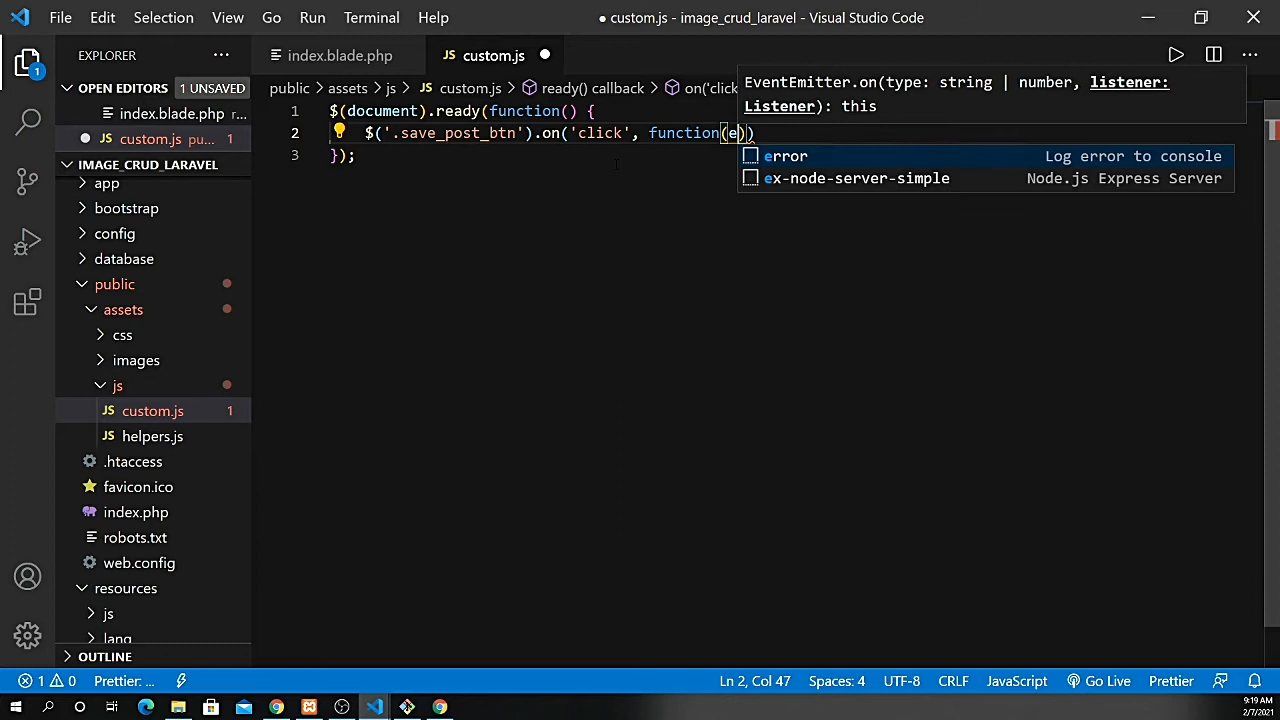 File Edit Selection View Go Run Terminal Help
● custom.js - image_crud_laravel - Visual Studio Code
EXPLORER
index.blade.php
JS custom.js
OPEN EDITORS 1 UNSAVED
index.blade.php r...
JS custom.js pu... 1
IMAGE_CRUD_LARAVEL
app
bootstrap
config
database
public
assets
css
images
js
JS custom.js 1
JS helpers.js
.htaccess
favicon.ico
index.php
robots.txt
web.config
resources
js
lang
OUTLINE
public > assets > js > JS custom.js > ready() callback > on('click
1 $(document).ready(function() {
2 $('.save_post_btn').on('click', function(e))
3 });
EventEmitter.on(type: string | number, listener:
Listener): this
error Log error to console
ex-node-server-simple Node.js Express Server
1
1 0 Prettier: ...
Ln 2, Col 47 Spaces: 4 UTF-8 CRLF JavaScript Go Live Prettier
9:19 AM
2/7/2021